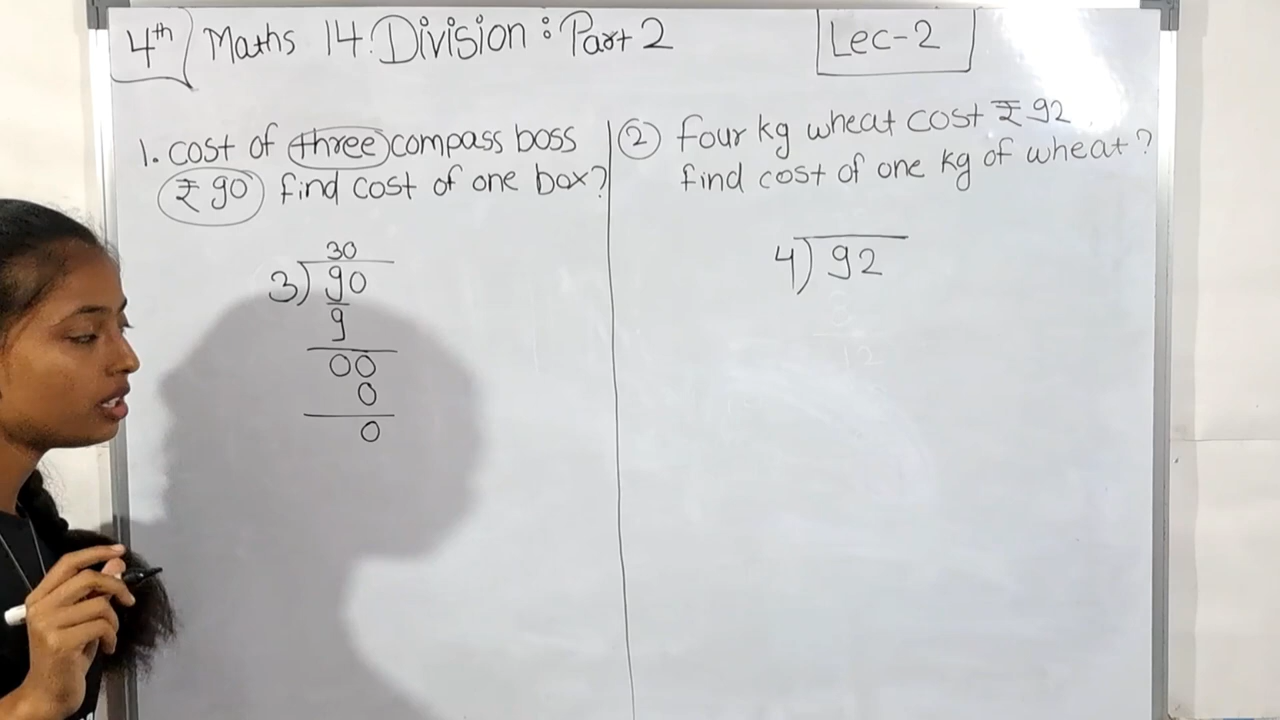 4th Maths 14. Division : Part 2
Lec-2
1. cost of three compass boss
₹ 90 find cost of one box?
30
3) 90
9
00
0
0
2 four kg wheat cost ₹ 92
find cost of one kg of wheat?
4) 92